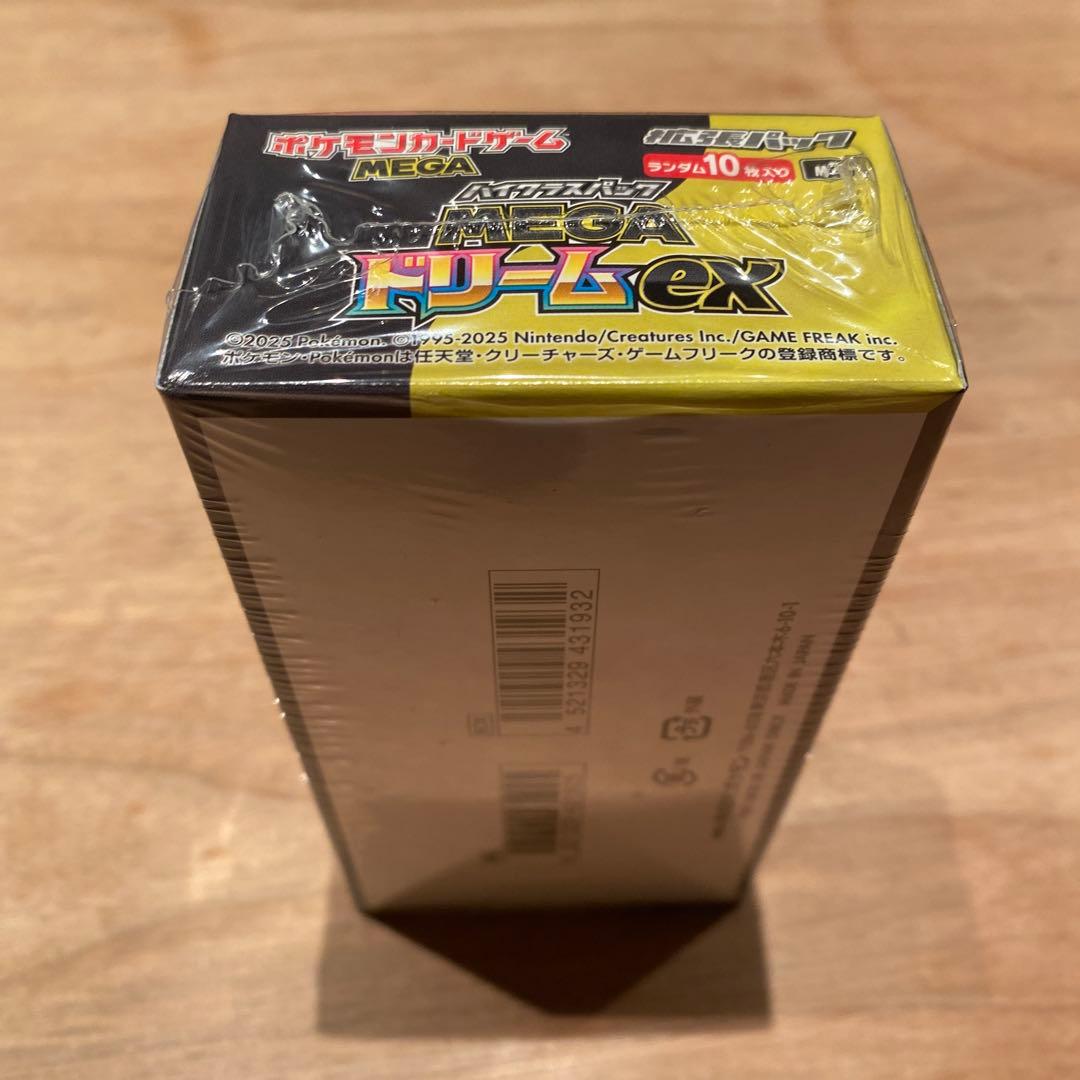 ポケモンカードゲーム
MEGA
拡張パック
ランダム10枚入り
ハイクラスパック
MEGA
ドリームex
©2025 Pokémon. ©1995-2025 Nintendo/Creatures Inc./GAME FREAK inc.
ポケモン・Pokémonは任天堂・クリーチャーズ・ゲームフリークの登録商標です。
4 521329 431932